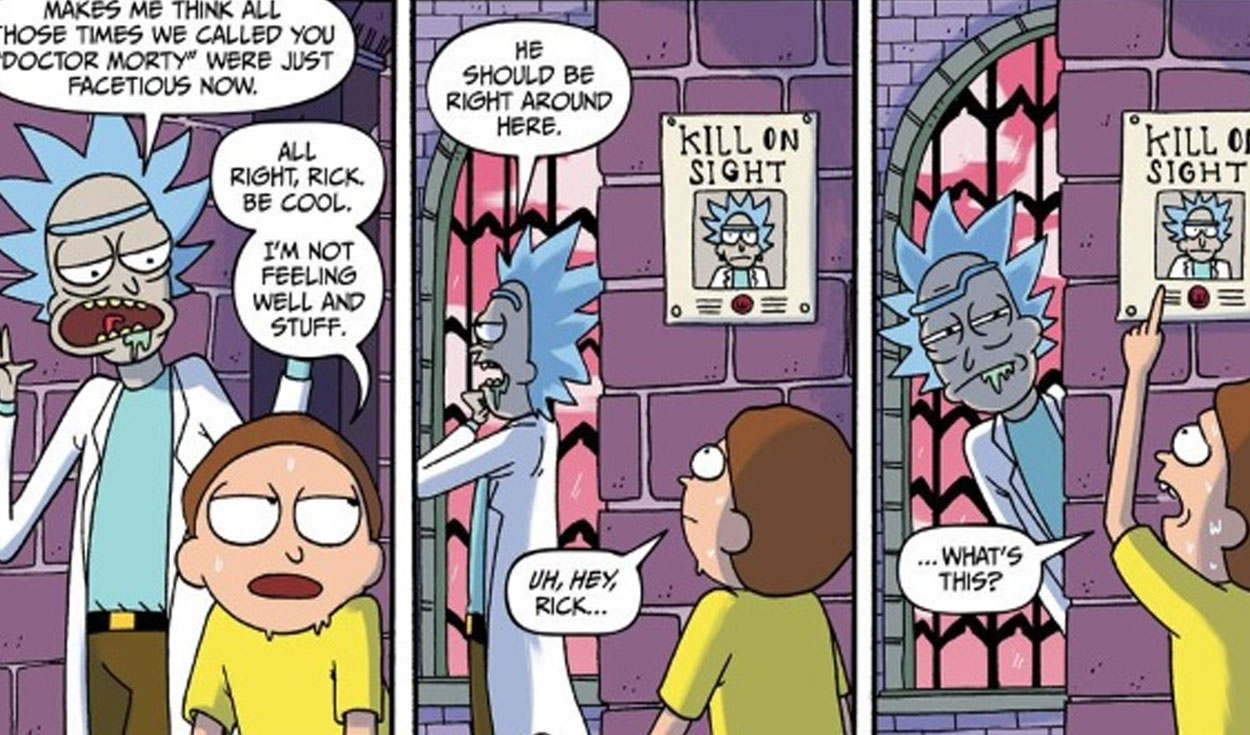 MAKES ME THINK ALL
THOSE TIMES WE CALLED YOU
"DOCTOR MORTY" WERE JUST
FACETIOUS NOW.
ALL
RIGHT, RICK.
BE COOL.
I'M NOT
FEELING
WELL AND
STUFF.
HE
SHOULD BE
RIGHT AROUND
HERE.
KILL ON
SIGHT
UH, HEY,
RICK...
KILL O
SIGHT
...WHAT'S
THIS?